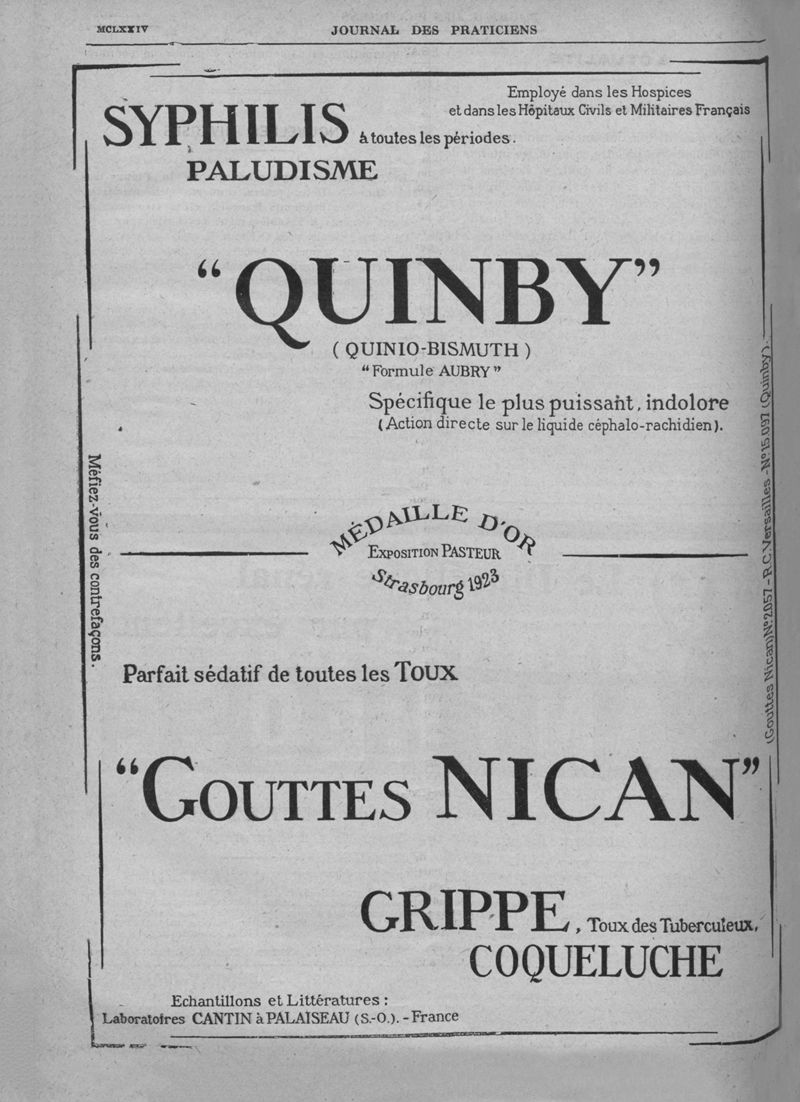 MCLXXIV
JOURNAL DES PRATICIENS
Employé dans les Hospices
et dans les Hôpitaux Civils et Militaires Français
SYPHILIS à toutes les périodes.
PALUDISME
“QUINBY”
(QUINIO-BISMUTH)
“Formule AUBRY”
Spécifique le plus puissant, indolore
(Action directe sur le liquide céphalo-rachidien).
Méfiez-vous des contrefaçons.
MÉDAILLE D'OR
EXPOSITION PASTEUR
Strasbourg 1923
(Gouttes Nican) N°: 2057 - R.C. Versailles - N° 15.097 (Quinby).
Parfait sédatif de toutes les TOUX
“GOUTTES NICAN”
GRIPPE, Toux des Tuberculeux,
COQUELUCHE
Echantillons et Littératures :
Laboratoires CANTIN à PALAISEAU (S.-O.). - France